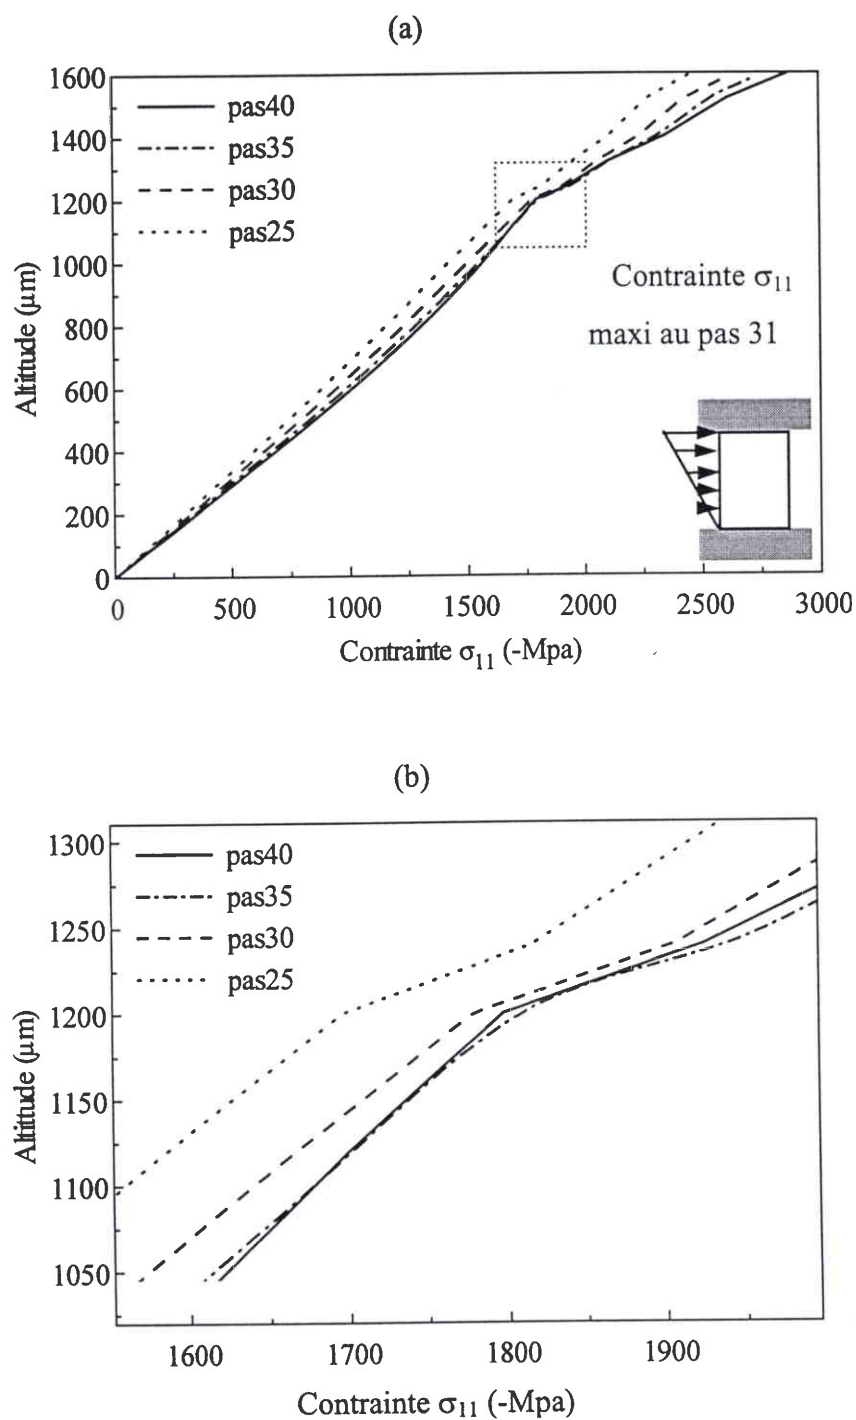 (a)
1600
1400
1200
1000
800
600
400
200
0
Altittude (µm)
pas40
pas35
pas30
pas25
Contrainte σ11
maxi au pas 31
0 500 1000 1500 2000 2500 3000
Contrainte σ11 (-Mpa)
(b)
1300
1250
1200
1150
1100
1050
Altittude (µm)
pas40
pas35
pas30
pas25
1600 1700 1800 1900
Contrainte σ11 (-Mpa)